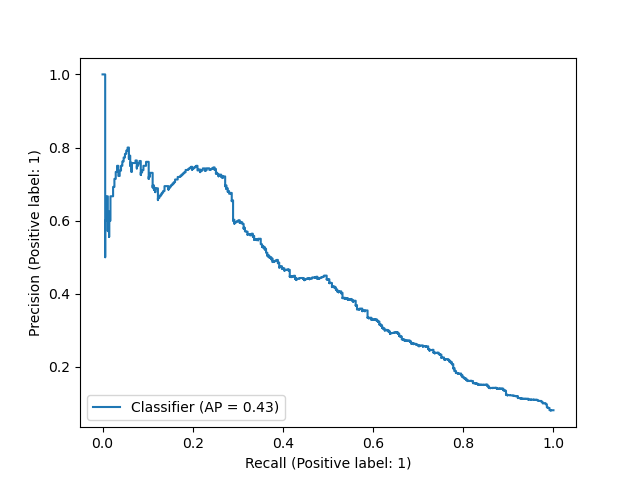 1.0
0.8
0.6
0.4
0.2
Precision (Positive label: 1)
Classifier (AP = 0.43)
0.0 0.2 0.4 0.6 0.8 1.0
Recall (Positive label: 1)